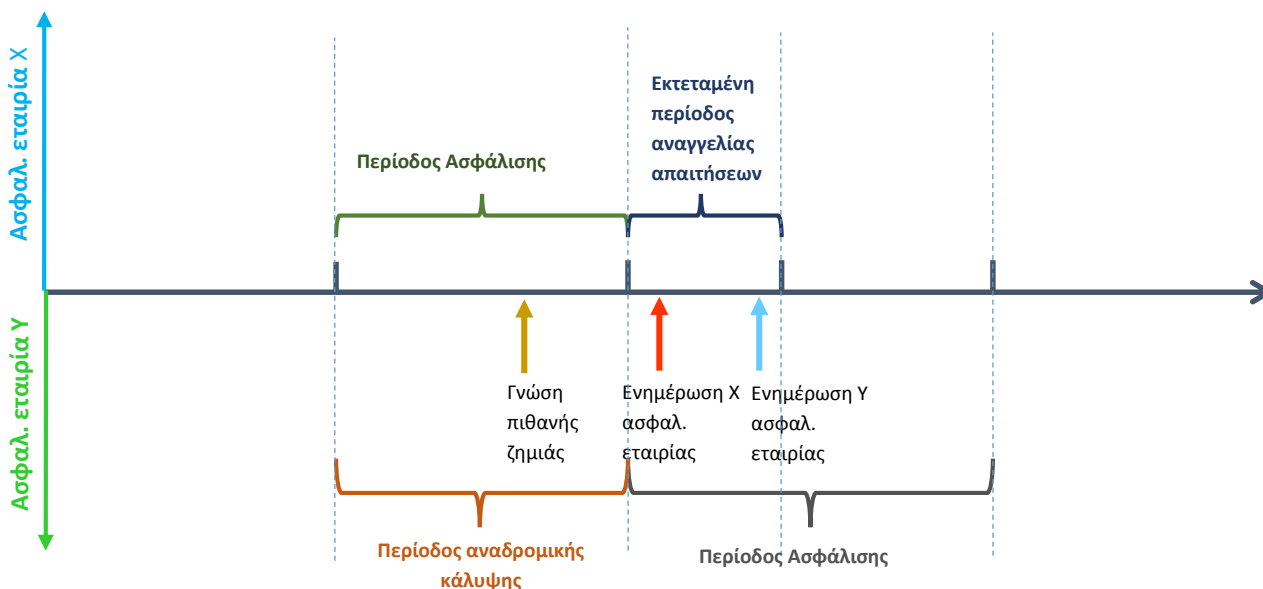 Ασφαλ. εταιρία X
Ασφαλ. εταιρία Y
Περίοδος Ασφάλισης
Εκτεταμένη
περίοδος
αναγγελίας
απαιτήσεων
Γνώση
πιθανής
ζημιάς
Ενημέρωση X
ασφαλ.
εταιρίας
Ενημέρωση Y
ασφαλ.
εταιρίας
Περίοδος αναδρομικής
κάλυψης
Περίοδος Ασφάλισης